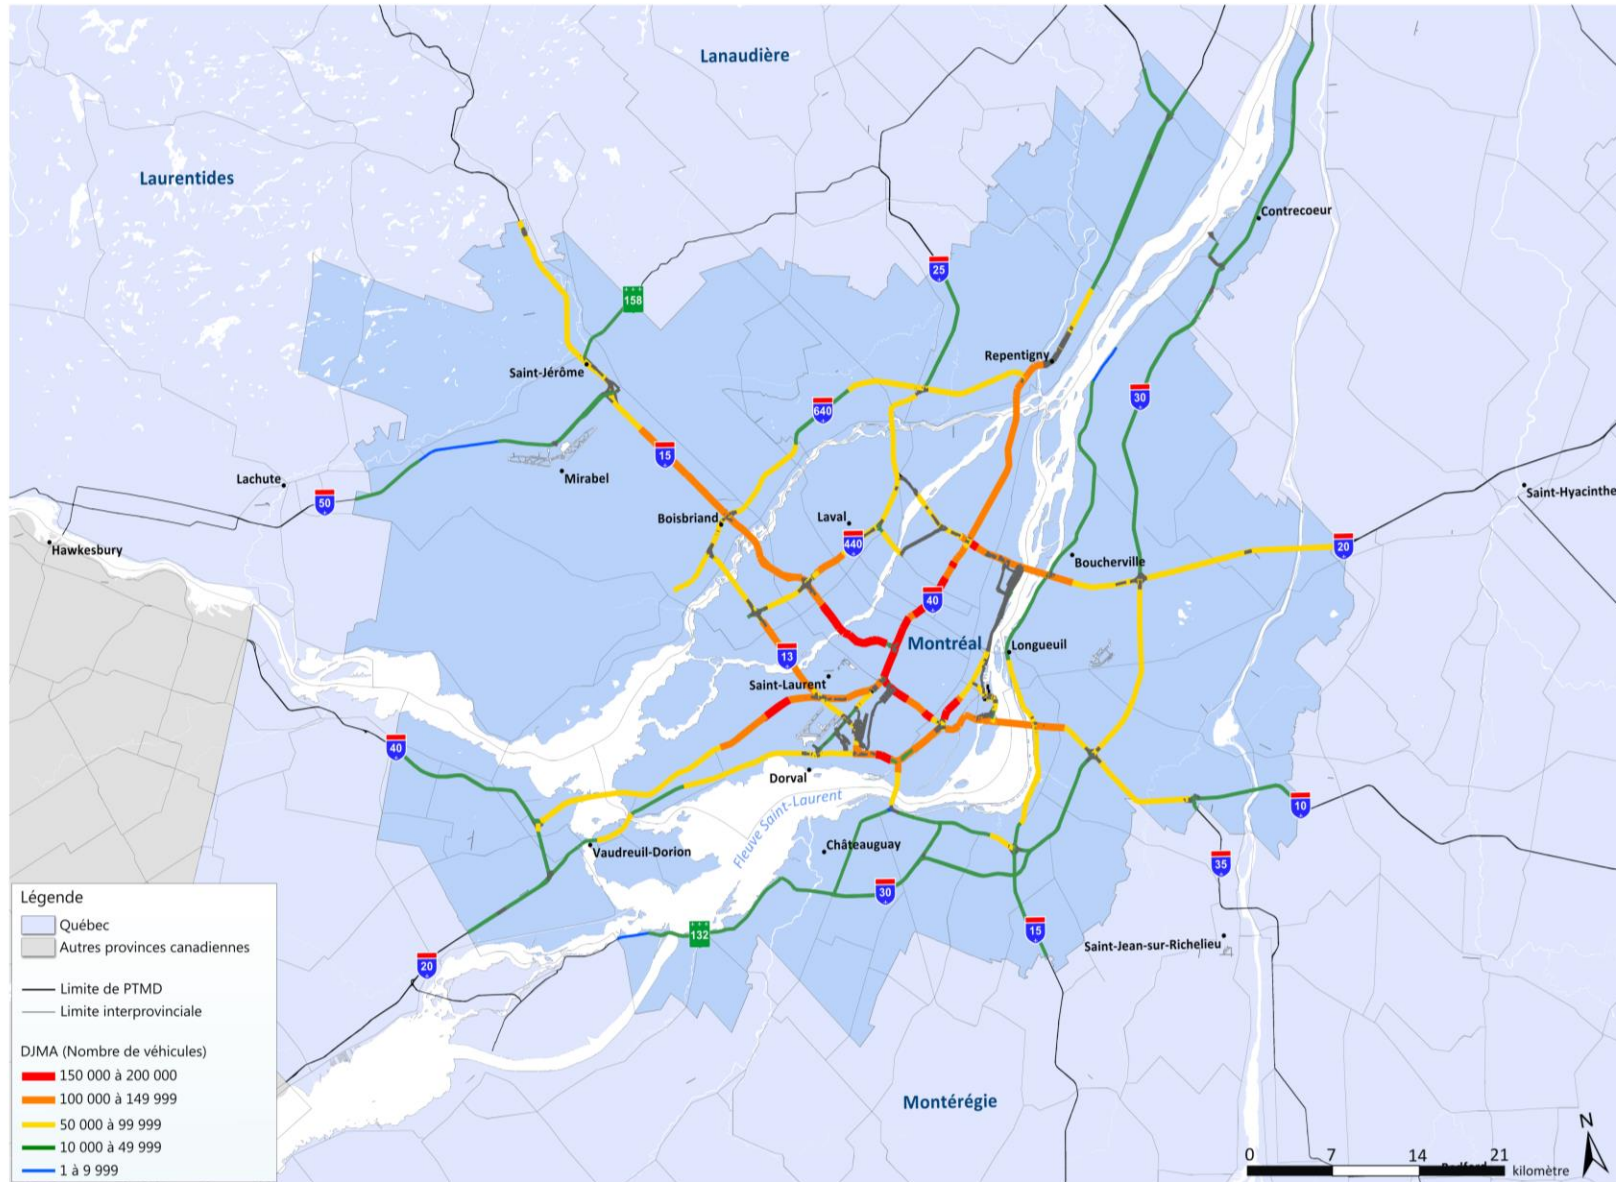 Lanaudière
Laurentides
Contrecoeur
25
158
Repentigny
Saint-Jérôme
640
30
15
Lachute
Mirabel
50
Saint-Hyacinthe
Boisbriand
Laval
440
Hawkesbury
Boucherville
20
40
Montréal
Longueuil
13
Saint-Laurent
40
Dorval
Fleuve Saint-Laurent
10
Vaudreuil-Dorion
Châteauguay
35
30
132
15
Saint-Jean-sur-Richelieu
20
Montérégie
Légende
Québec
Autres provinces canadiennes
Limite de PTMD
Limite interprovinciale
DJMA (Nombre de véhicules)
150 000 à 200 000
100 000 à 149 999
50 000 à 99 999
10 000 à 49 999
1 à 9 999
N
0 7 14 21
kilomètre